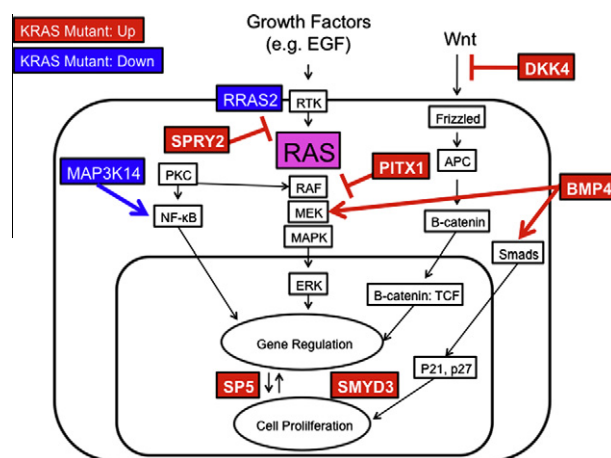 KRAS Mutant: Up
KRAS Mutant: Down
Growth Factors
(e.g. EGF)
Wnt
DKK4
RRAS2
RTK
Frizzled
SPRY2
RAS
APC
PITX1
MAP3K14
PKC
RAF
BMP4
NF-κB
MEK
B-catenin
MAPK
Smads
ERK
B-catenin: TCF
Gene Regulation
P21, p27
SP5
SMYD3
Cell Prolilferation